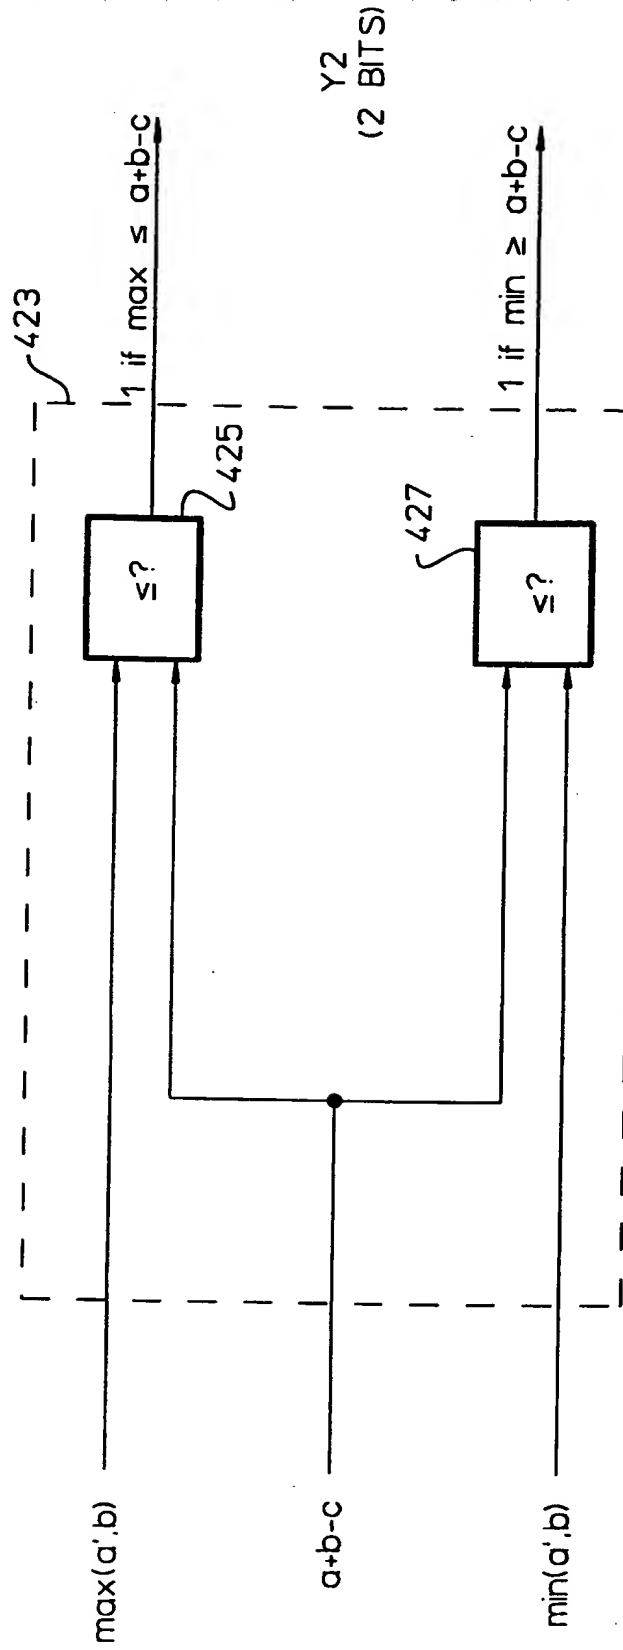 max(a',b)
a+b-c
min(a',b)
423
≤?
425
≤?
427
1 if max ≤ a+b-c
1 if min ≥ a+b-c
Y2
(2 BITS)